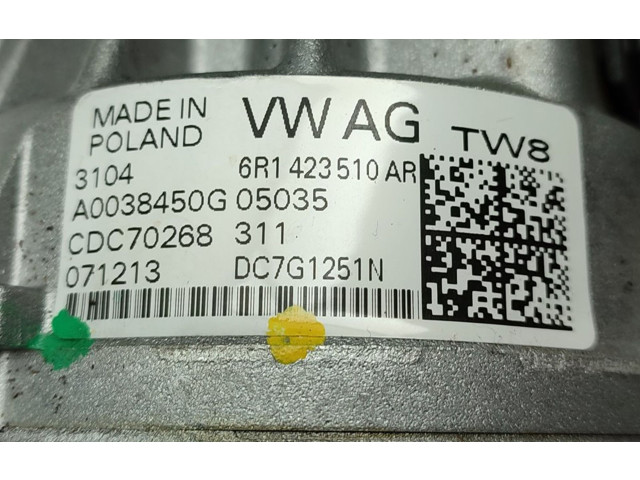 MADE IN POLAND VW AG TW8
3104 6R1 423 510 AR
A0038450G 05035
CDC70268 311
071213 DC7G1251N